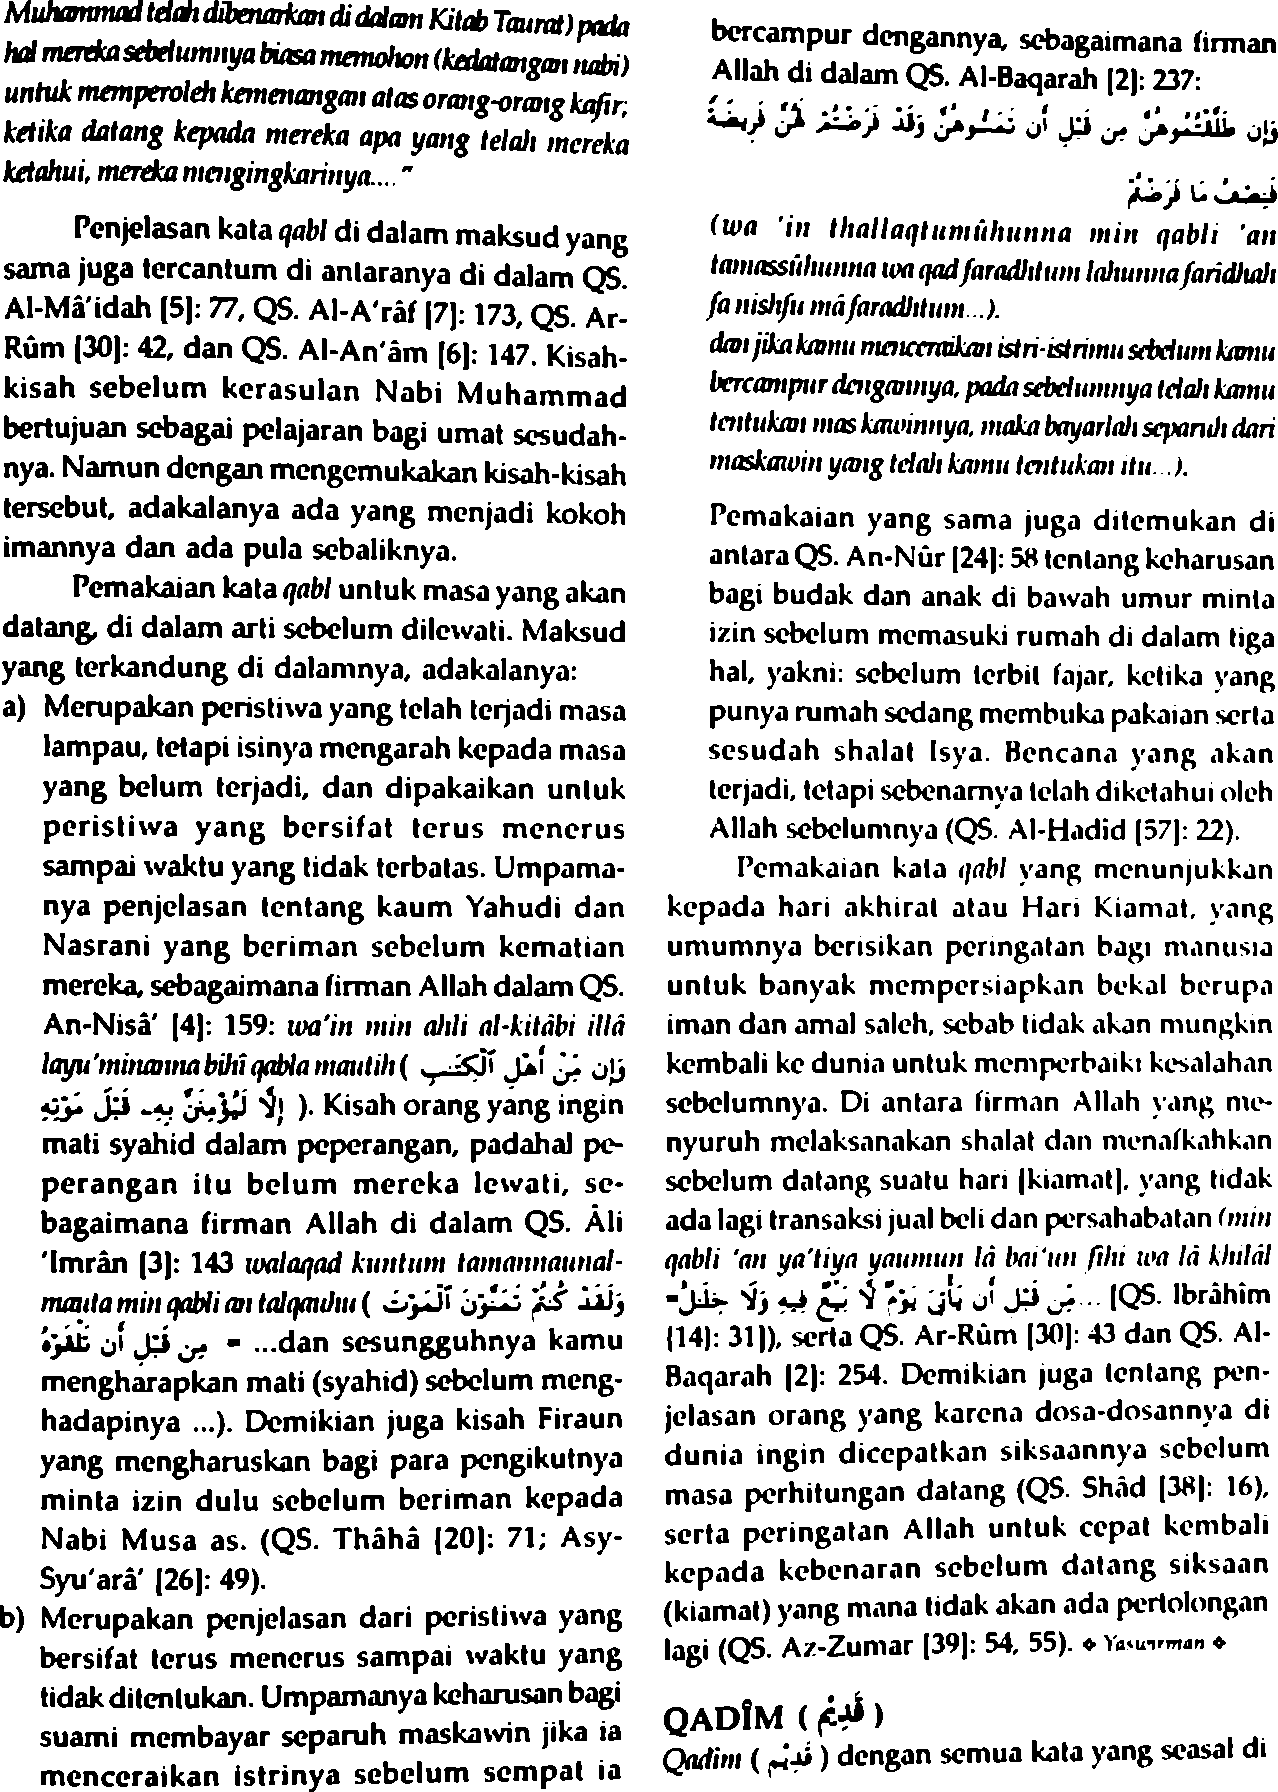 Muhammad telah dibenarkan di dalam Kitab Taurat) pada
hal mereka sebelumnya biasa memohon (kedatangan nabi)
untuk memperoleh kemenangan atas orang-orang kafir;
ketika datang kepada mereka apa yang telah mereka
ketahui, mereka mengingkarinya...."
Penjelasan kata qabl di dalam maksud yang
sama juga tercantum di antaranya di dalam QS.
Al-Mâ'idah [5]: 77, QS. Al-A'râf [7]: 173, QS. Ar-
Rûm [30]: 42, dan QS. Al-An'âm [6]: 147. Kisah-
kisah sebelum kerasulan Nabi Muhammad
bertujuan sebagai pelajaran bagi umat sesudah-
nya. Namun dengan mengemukakan kisah-kisah
tersebut, adakalanya ada yang menjadi kokoh
imannya dan ada pula sebaliknya.
Pemakaian kata qabl untuk masa yang akan
datang, di dalam arti sebelum dilewati. Maksud
yang terkandung di dalamnya, adakalanya:
a) Merupakan peristiwa yang telah terjadi masa
lampau, tetapi isinya mengarah kepada masa
yang belum terjadi, dan dipakaikan untuk
peristiwa yang bersifat terus menerus
sampai waktu yang tidak terbatas. Umpama-
nya penjelasan tentang kaum Yahudi dan
Nasrani yang beriman sebelum kematian
mereka, sebagaimana firman Allah dalam QS.
An-Nisâ' [4]: 159: wa'in min ahli al-kitâbi illâ
layu'minanna bihî qabla mautih ( وَإِن مِّنْ أَهْلِ ٱلْكِتَٰبِ
إِلَّا لَيُؤْمِنَنَّ بِهِۦ قَبْلَ مَوْتِهِۦ ). Kisah orang yang ingin
mati syahid dalam peperangan, padahal pe-
perangan itu belum mereka lewati, se-
bagaimana firman Allah di dalam QS. Âli
'Imrân [3]: 143 walaqad kuntum tamannaunal-
mauta min qabli an talqauhu ( وَلَقَدْ كُنتُمْ تَمَنَّوْنَ ٱلْمَوْتَ
مِن قَبْلِ أَن تَلْقَوْهُ = ...dan sesungguhnya kamu
mengharapkan mati (syahid) sebelum meng-
hadapinya ...). Demikian juga kisah Firaun
yang mengharuskan bagi para pengikutnya
minta izin dulu sebelum beriman kepada
Nabi Musa as. (QS. Thâhâ [20]: 71; Asy-
Syu'arâ' [26]: 49).
b) Merupakan penjelasan dari peristiwa yang
bersifat terus menerus sampai waktu yang
tidak ditentukan. Umpamanya keharusan bagi
suami membayar separuh maskawin jika ia
menceraikan istrinya sebelum sempat ia
bercampur dengannya, sebagaimana firman
Allah di dalam QS. Al-Baqarah [2]: 237:
وَإِن طَلَّقْتُمُوهُنَّ مِن قَبْلِ أَن تَمَسُّوهُنَّ وَقَدْ فَرَضْتُمْ لَهُنَّ فَرِيضَةً
فَنِصْفُ مَا فَرَضْتُمْ
(wa 'in thallaqtumûhunna min qabli 'an
tamassûhunna wa qad faradhtum lahunna faridhah
fa nishfu mâ faradhtum...).
dan jika kamu menceraikan istri-istrimu sebelum kamu
bercampur dengannya, pada sebelumnya telah kamu
tentukan mas kawinnya, maka bayarlah separuh dari
maskawin yang telah kamu tentukan itu...).
Pemakaian yang sama juga ditemukan di
antara QS. An-Nûr [24]: 58 tentang keharusan
bagi budak dan anak di bawah umur minta
izin sebelum memasuki rumah di dalam tiga
hal, yakni: sebelum terbit fajar, ketika yang
punya rumah sedang membuka pakaian serta
sesudah shalat Isya. Bencana yang akan
terjadi, tetapi sebenarnya telah diketahui oleh
Allah sebelumnya (QS. Al-Hadid [57]: 22).
Pemakaian kata qabl yang menunjukkan
kepada hari akhirat atau Hari Kiamat, yang
umumnya berisikan peringatan bagi manusia
untuk banyak mempersiapkan bekal berupa
iman dan amal saleh, sebab tidak akan mungkin
kembali ke dunia untuk memperbaiki kesalahan
sebelumnya. Di antara firman Allah yang me-
nyuruh melaksanakan shalat dan menafkahkan
sebelum datang suatu hari [kiamat], yang tidak
ada lagi transaksi jual beli dan persahabatan (min
qabli 'an ya'tiya yaumun lâ bai'un fîhi wa lâ khilâl
=مِّن قَبْلِ أَن يَأْتِىَ يَوْمٌ لَّا بَيْعٌ فِيهِ وَلَا خِلَٰلٌ... [QS. Ibrâhîm
[14]: 31]), serta QS. Ar-Rûm [30]: 43 dan QS. Al-
Baqarah [2]: 254. Demikian juga tentang pen-
jelasan orang yang karena dosa-dosannya di
dunia ingin dicepatkan siksaannya sebelum
masa perhitungan datang (QS. Shâd [38]: 16),
serta peringatan Allah untuk cepat kembali
kepada kebenaran sebelum datang siksaan
(kiamat) yang mana tidak akan ada pertolongan
lagi (QS. Az-Zumar [39]: 54, 55). ❖ Yasunirman ❖
QADÎM ( قَدِيْمٌ )
Qadîm ( قديم ) dengan semua kata yang seasal di